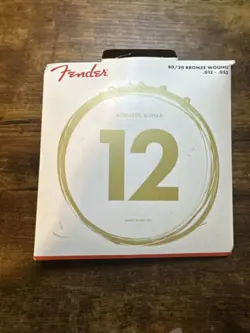 Fender
80/20 BRONZE WOUND
.012 - .052
12